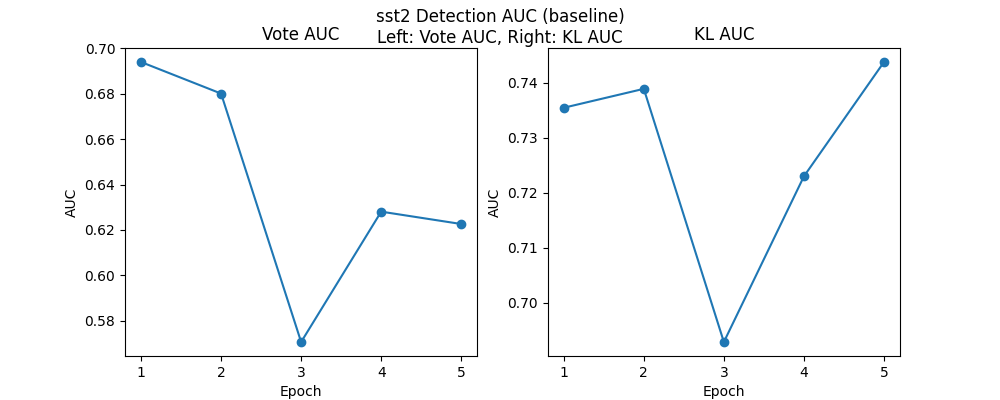 sst2 Detection AUC (baseline)
Left: Vote AUC, Right: KL AUC
Vote AUC
0.70
0.68
0.66
0.64
0.62
0.60
0.58
AUC
1 2 3 4 5
Epoch
KL AUC
0.74
0.73
0.72
0.71
0.70
AUC
1 2 3 4 5
Epoch